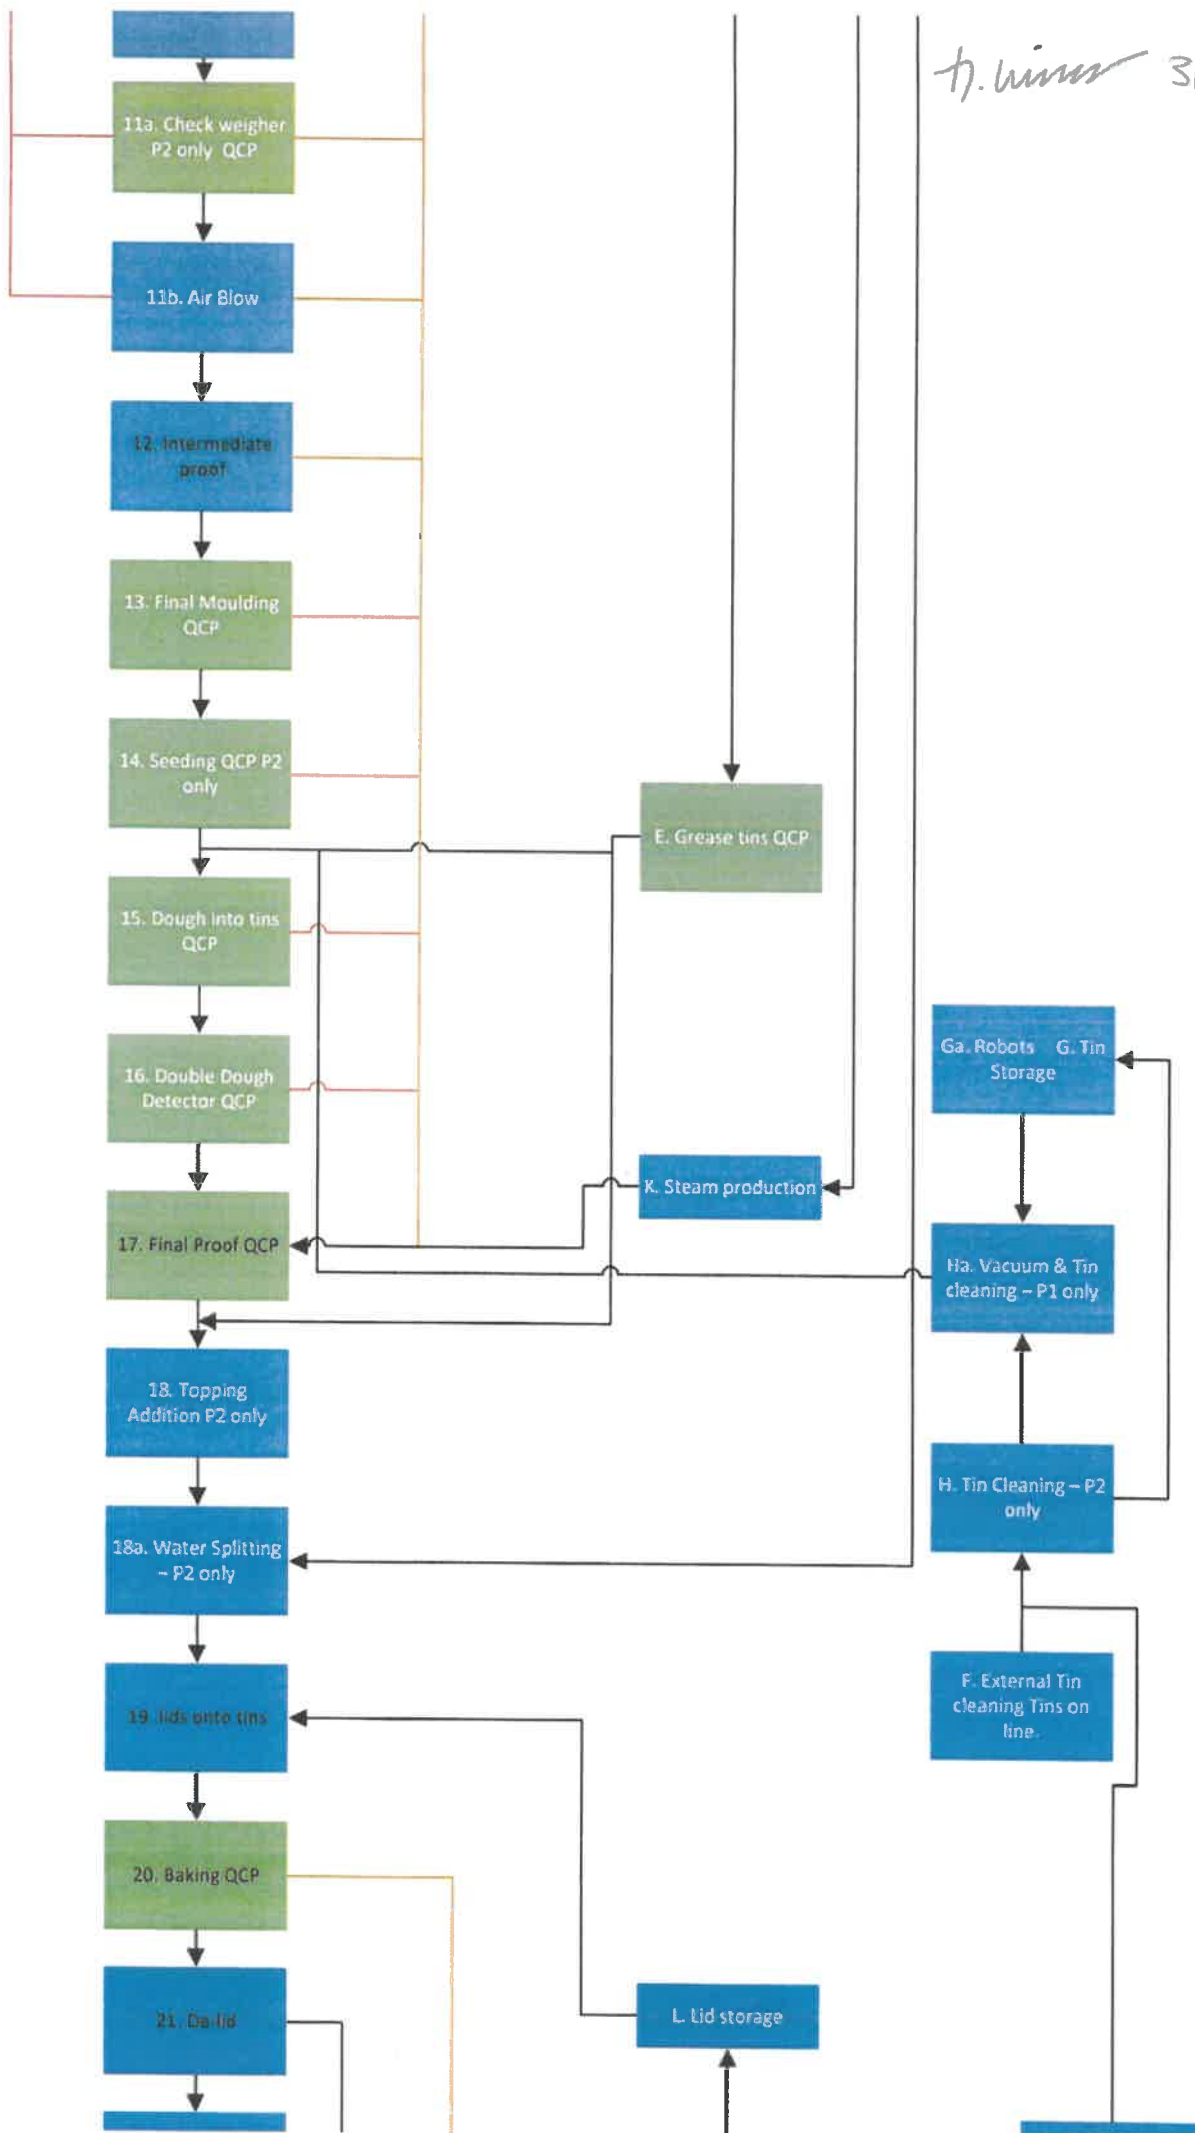 11a. Check weigher
P2 only QCP
11b. Air Blow
12. Intermediate
proof
13. Final Moulding
QCP
14. Seeding QCP P2
only
E. Grease tins QCP
15. Dough into tins
QCP
16. Double Dough
Detector QCP
Ga. Robots G. Tin
Storage
K. Steam production
17. Final Proof QCP
Ha. Vacuum & Tin
cleaning – P1 only
18. Topping
Addition P2 only
H. Tin Cleaning – P2
only
18a. Water Splitting
– P2 only
F. External Tin
cleaning Tins on
line.
19. lids onto tins
20. Baking QCP
21. De-lid
L. Lid storage